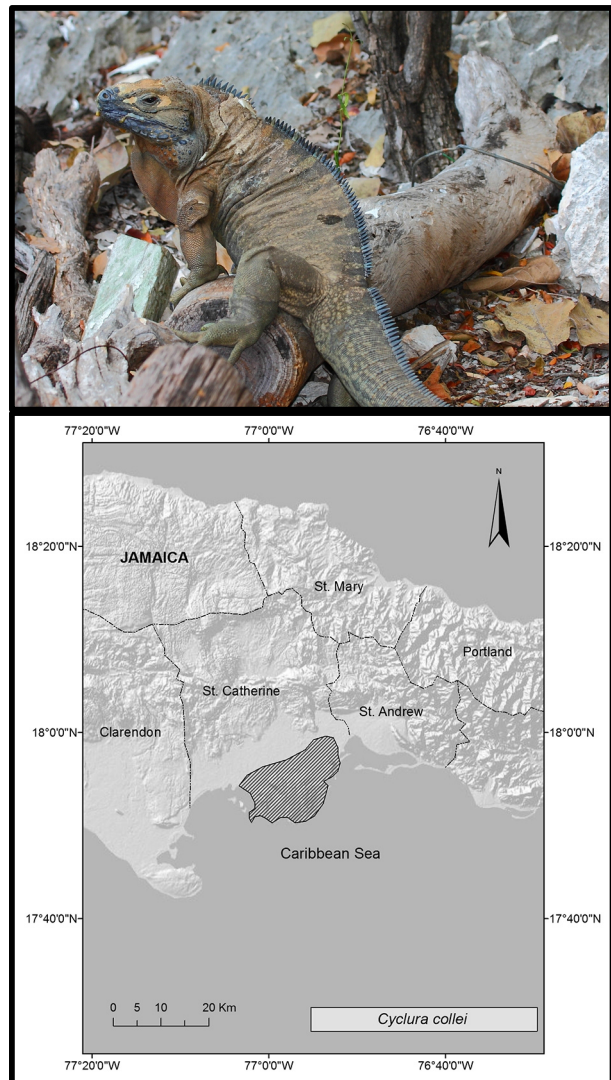 77°20'0"W 77°0'0"W 76°40'0"W
N
18°20'0"N 18°20'0"N
JAMAICA
St. Mary
Portland
St. Catherine
St. Andrew
Clarendon
18°0'0"N 18°0'0"N
Caribbean Sea
17°40'0"N 17°40'0"N
0 5 10 20 Km
Cyclura collei
77°20'0"W 77°0'0"W 76°40'0"W